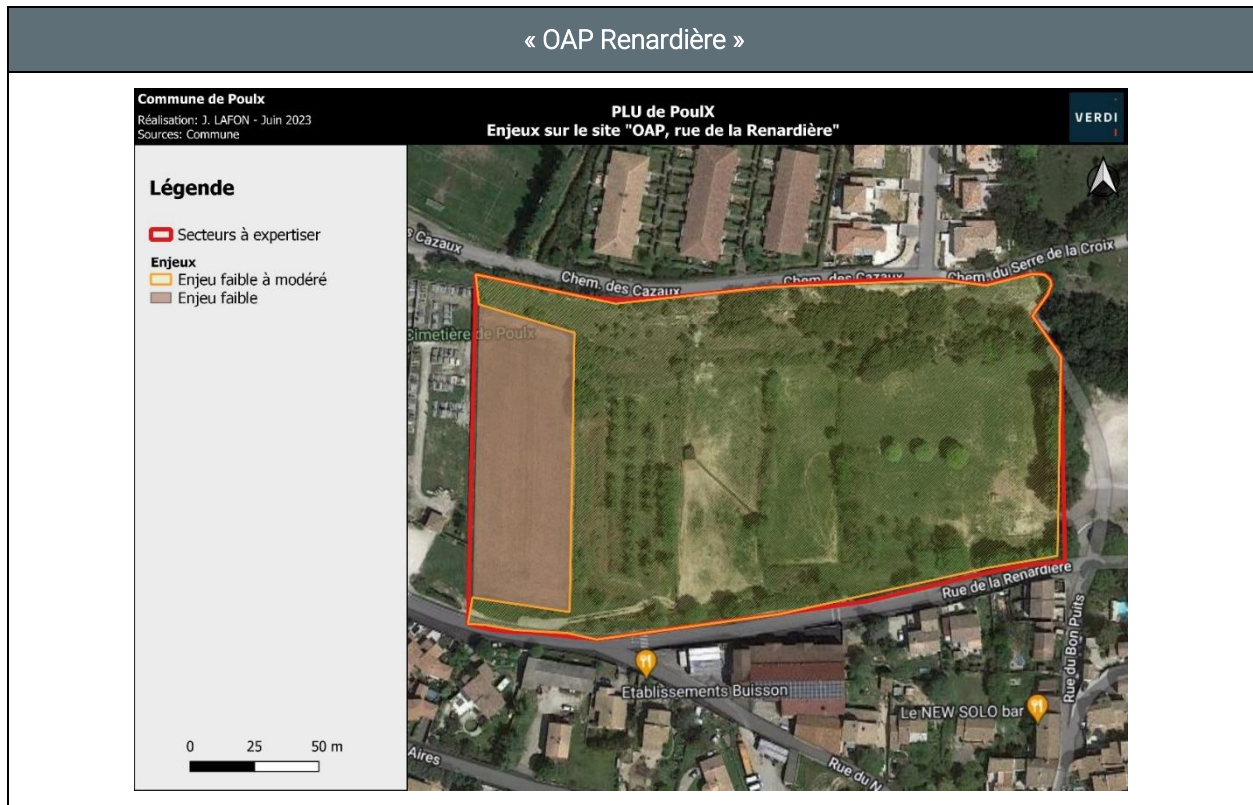 « OAP Renardière »
Commune de Poulx
Réalisation: J. LAFON - Juin 2023
Sources: Commune
PLU de PoulX
Enjeux sur le site "OAP, rue de la Renardière"
VERDI
Légende
Secteurs à expertiser
Enjeux
Enjeu faible à modéré
Enjeu faible
s Cazaux
Chem. des Cazaux
Chem. des Cazaux
Chem. du Serre de la Croix
Cimetière de Poulx
Rue de la Renardière
Rue du Bon Puits
Etablissements Buisson
Le NEW SOLO bar
Aires
Rue du N
0 25 50 m